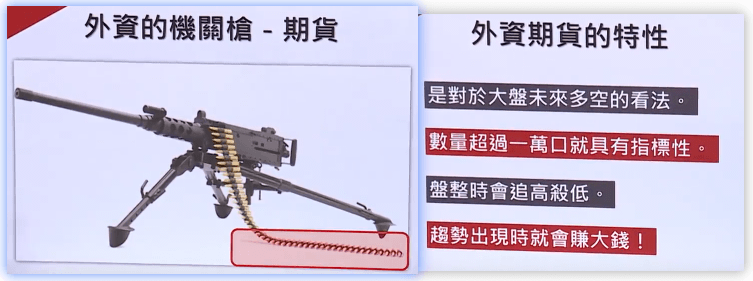 外資的機關槍 - 期貨
外資期貨的特性
是對於大盤未來多空的看法。
數量超過一萬口就具有指標性。
盤整時會追高殺低。
趨勢出現時就會賺大錢！